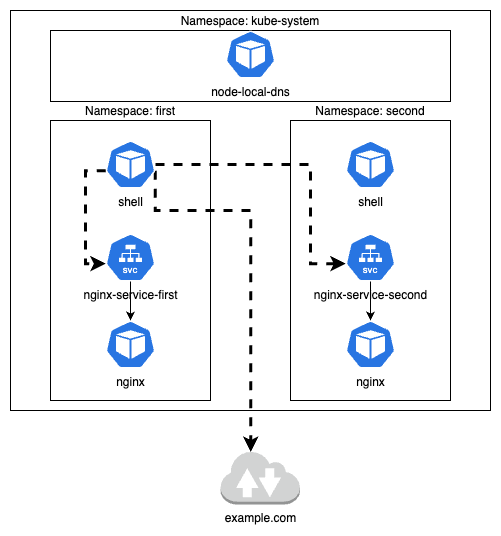 Namespace: kube-system
node-local-dns
Namespace: first
Namespace: second
shell
shell
SVC
SVC
nginx-service-first
nginx-service-second
nginx
nginx
example.com